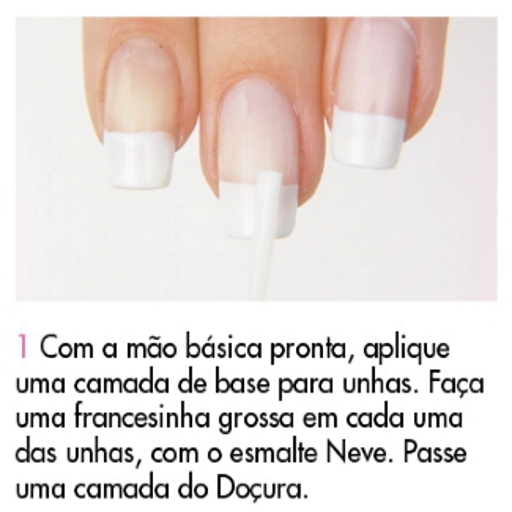 1 Com a mão básica pronta, aplique
uma camada de base para unhas. Faça
uma francesinha grossa em cada uma
das unhas, com o esmalte Neve. Passe
uma camada do Doçura.